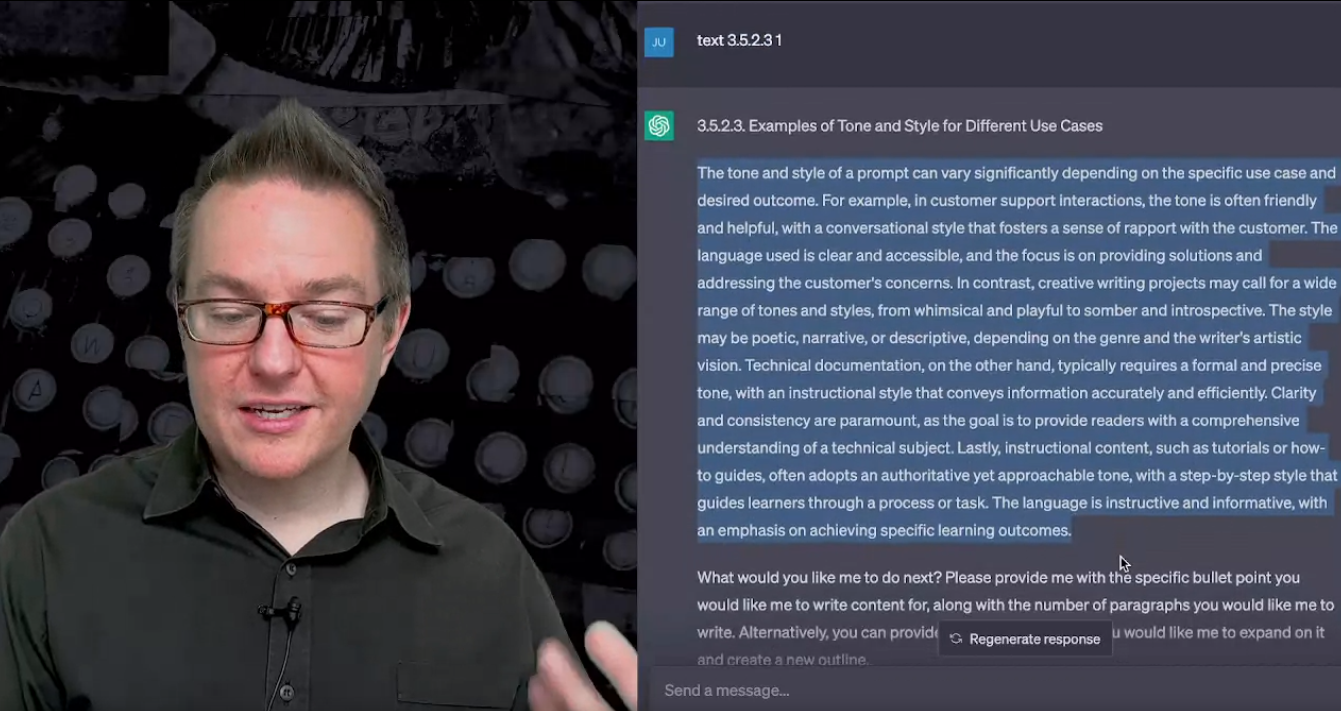 JU
text 3.5.2.3 1
3.5.2.3. Examples of Tone and Style for Different Use Cases
The tone and style of a prompt can vary significantly depending on the specific use case and
desired outcome. For example, in customer support interactions, the tone is often friendly
and helpful, with a conversational style that fosters a sense of rapport with the customer. The
language used is clear and accessible, and the focus is on providing solutions and
addressing the customer's concerns. In contrast, creative writing projects may call for a wide
range of tones and styles, from whimsical and playful to somber and introspective. The style
may be poetic, narrative, or descriptive, depending on the genre and the writer's artistic
vision. Technical documentation, on the other hand, typically requires a formal and precise
tone, with an instructional style that conveys information accurately and efficiently. Clarity
and consistency are paramount, as the goal is to provide readers with a comprehensive
understanding of a technical subject. Lastly, instructional content, such as tutorials or how-
to guides, often adopts an authoritative yet approachable tone, with a step-by-step style that
guides learners through a process or task. The language is instructive and informative, with
an emphasis on achieving specific learning outcomes.
What would you like me to do next? Please provide me with the specific bullet point you
would like me to write content for, along with the number of paragraphs you would like me to
write. Alternatively, you can provide u would like me to expand on it
and create a new outline.
Regenerate response
Send a message...
W
U
A